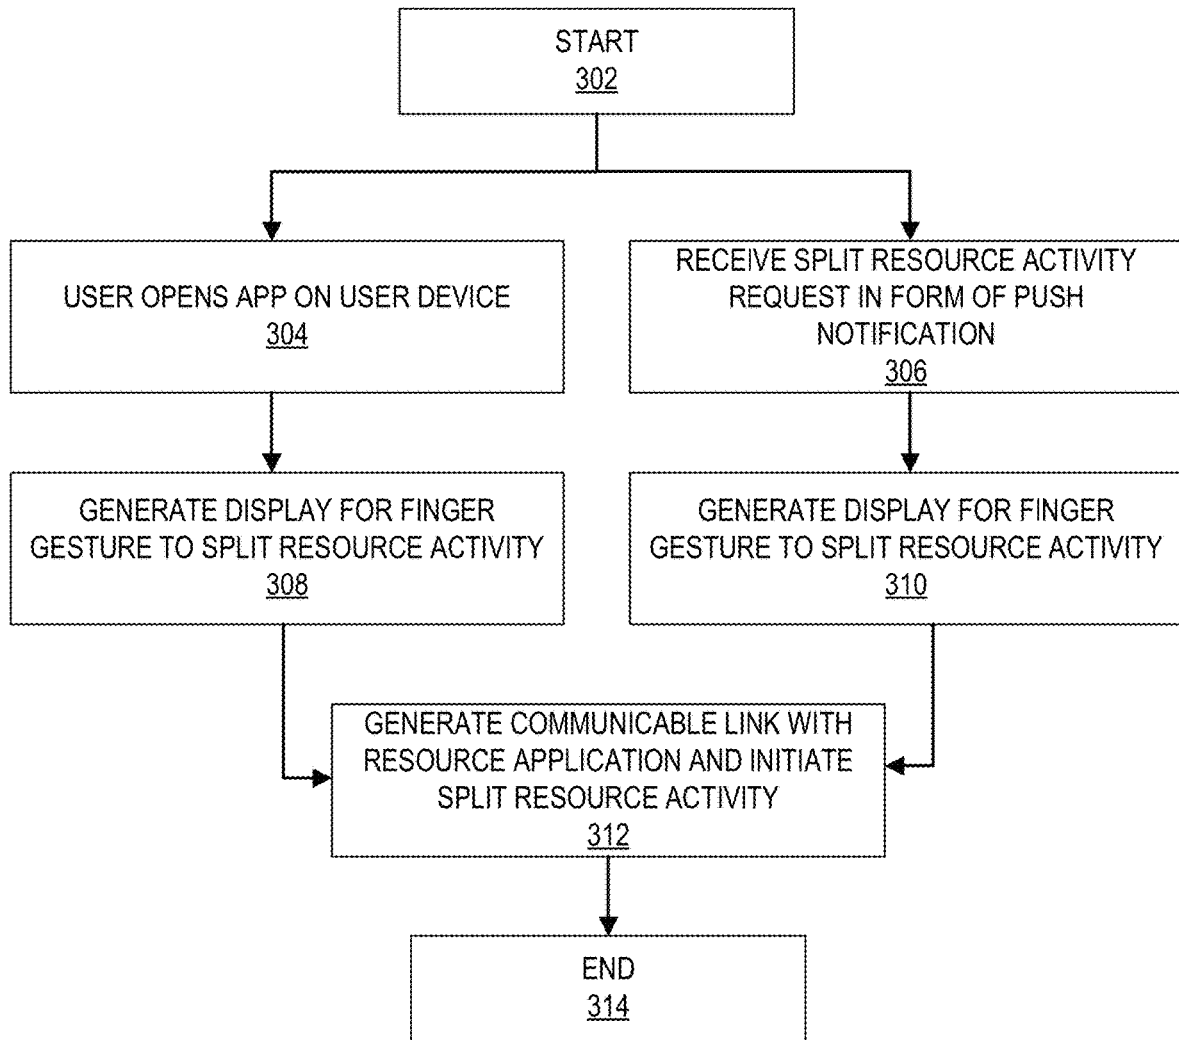 START
302
USER OPENS APP ON USER DEVICE
304
RECEIVE SPLIT RESOURCE ACTIVITY
REQUEST IN FORM OF PUSH
NOTIFICATION
306
GENERATE DISPLAY FOR FINGER
GESTURE TO SPLIT RESOURCE ACTIVITY
308
GENERATE DISPLAY FOR FINGER
GESTURE TO SPLIT RESOURCE ACTIVITY
310
GENERATE COMMUNICABLE LINK WITH
RESOURCE APPLICATION AND INITIATE
SPLIT RESOURCE ACTIVITY
312
END
314